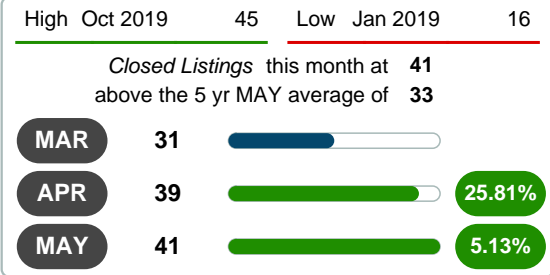 High Oct 2019 45 Low Jan 2019 16
Closed Listings this month at 41
above the 5 yr MAY average of 33
MAR 31
APR 39 25.81%
MAY 41 5.13%